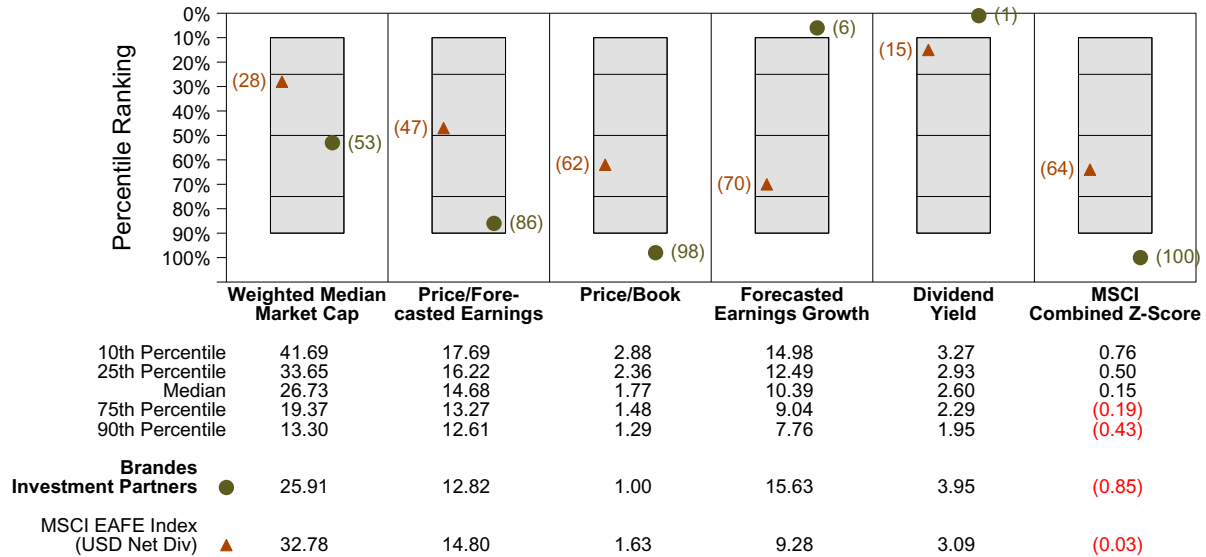 Percentile Ranking
0%
10%
20%
30%
40%
50%
60%
70%
80%
90%
100%
(28)
(53)
(47)
(86)
(62)
(98)
(70)
(6)
(15)
(1)
(64)
(100)
Weighted Median
Market Cap
Price/Fore-
casted Earnings
Price/Book
Forecasted
Earnings Growth
Dividend
Yield
MSCI
Combined Z-Score
10th Percentile 41.69 17.69 2.88 14.98 3.27 0.76
25th Percentile 33.65 16.22 2.36 12.49 2.93 0.50
Median 26.73 14.68 1.77 10.39 2.60 0.15
75th Percentile 19.37 13.27 1.48 9.04 2.29 (0.19)
90th Percentile 13.30 12.61 1.29 7.76 1.95 (0.43)
Brandes
Investment Partners 25.91 12.82 1.00 15.63 3.95 (0.85)
MSCI EAFE Index
(USD Net Div) 32.78 14.80 1.63 9.28 3.09 (0.03)